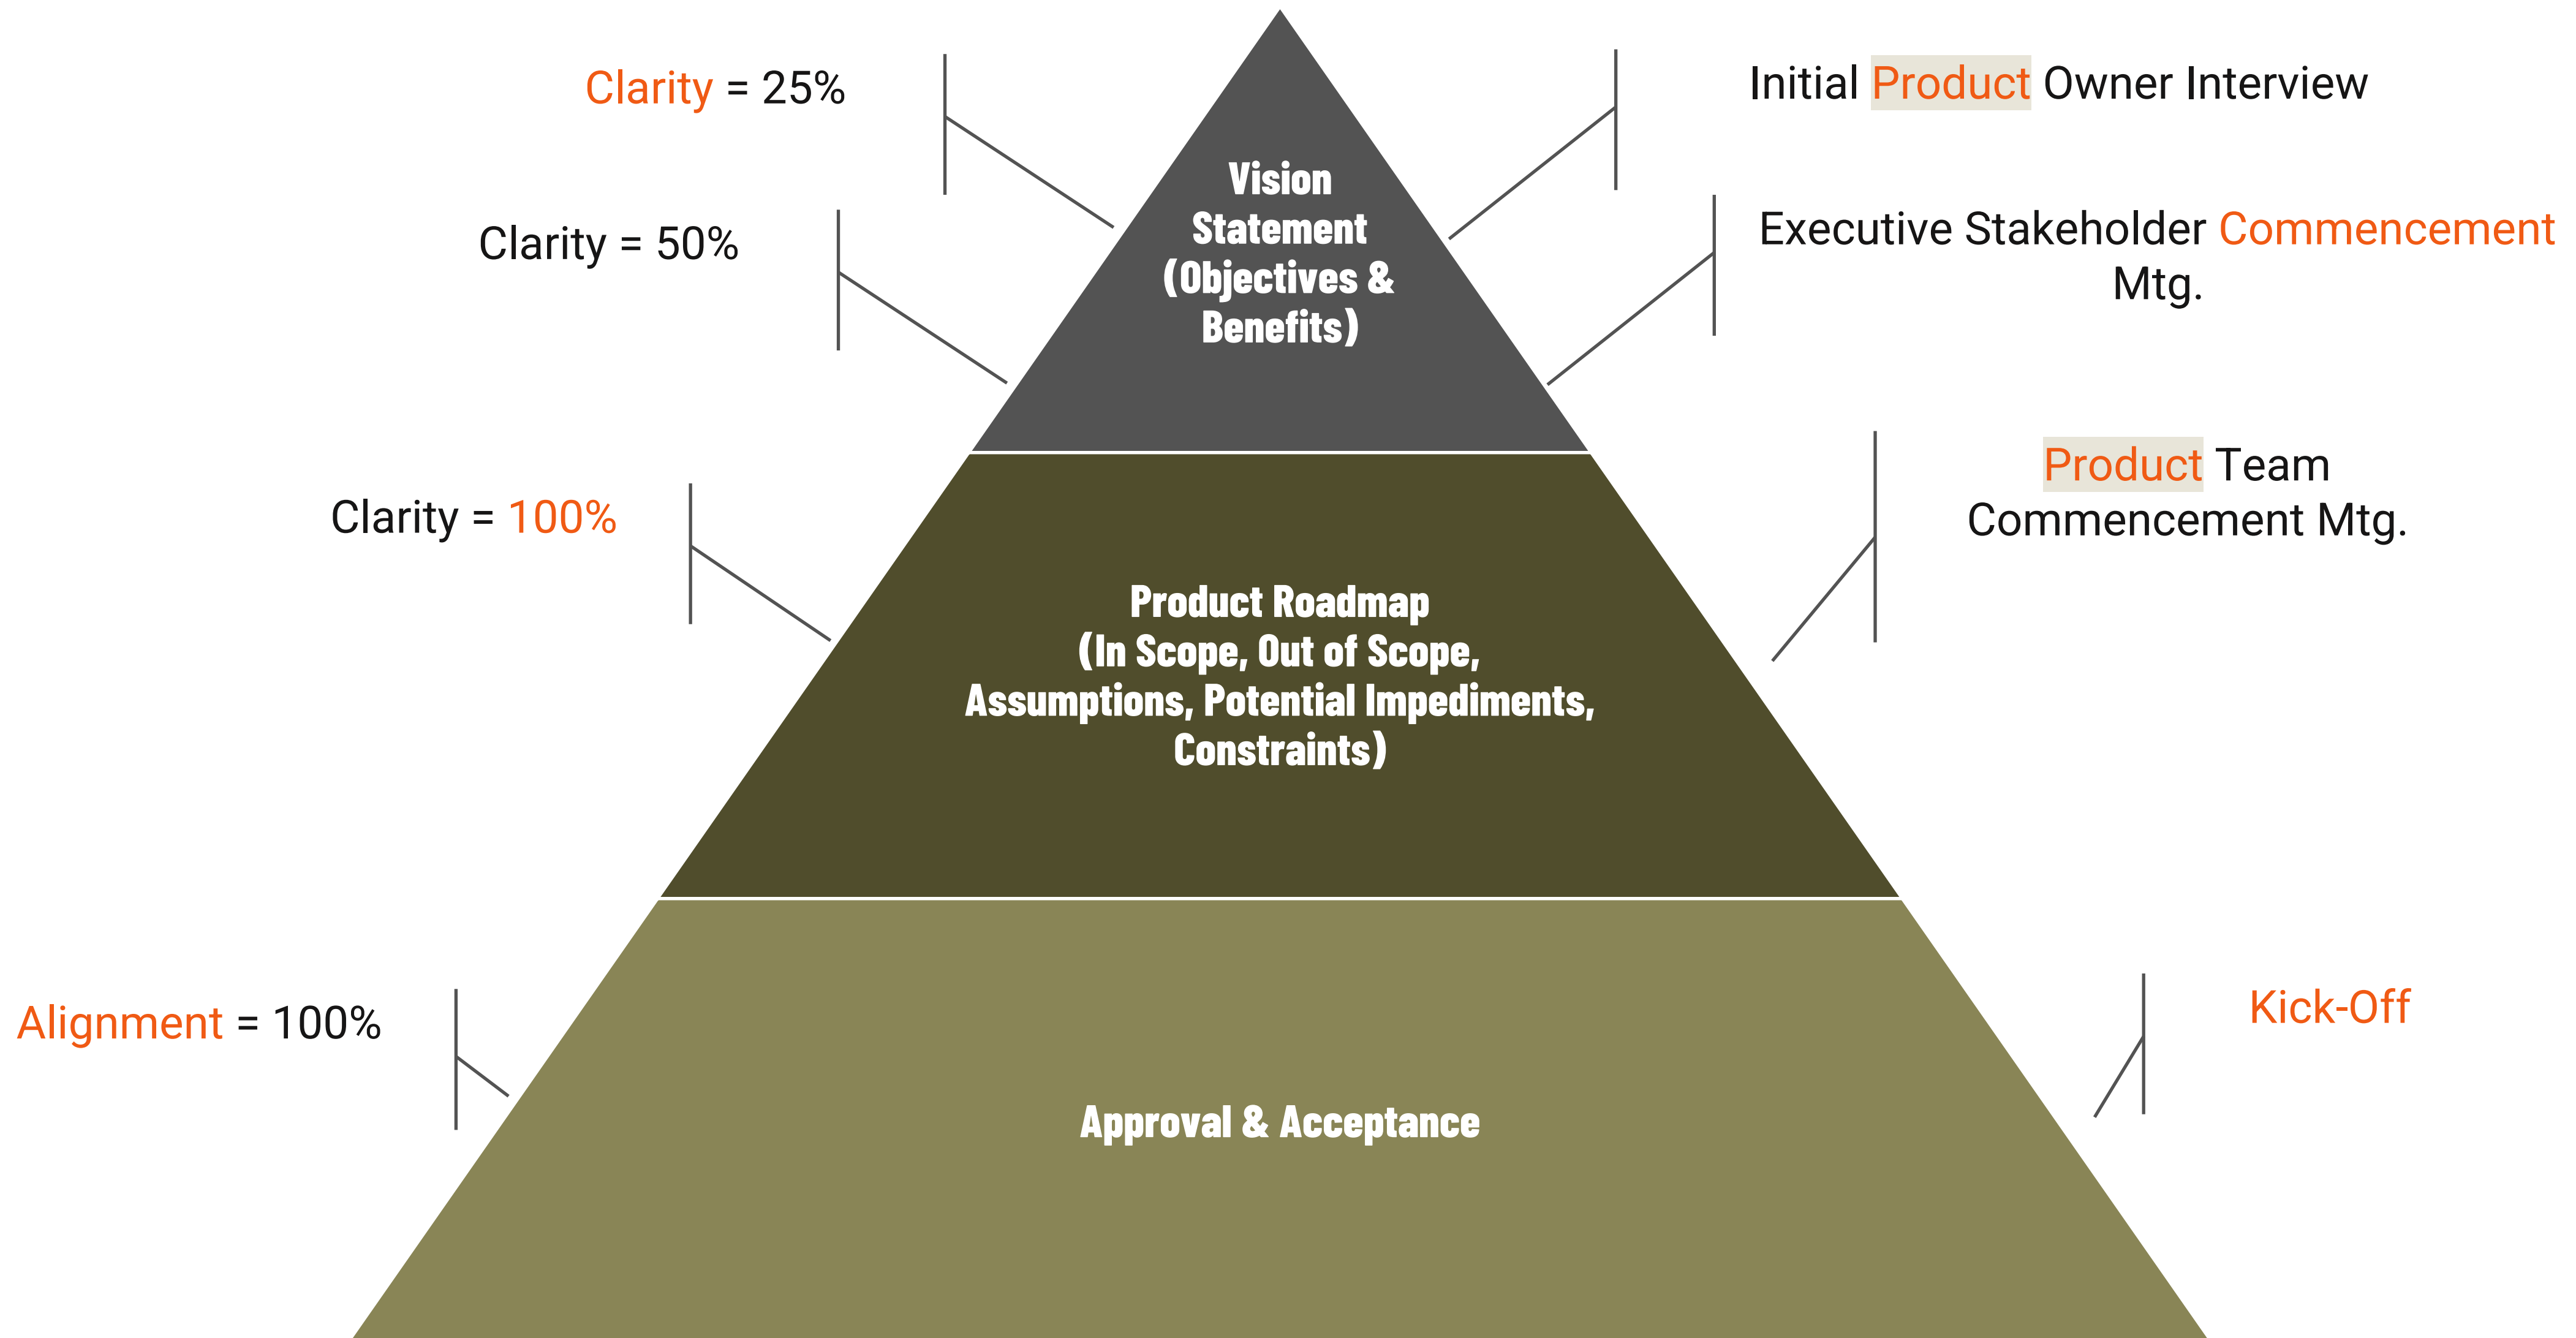 Clarity = 25%
Initial Product Owner Interview
Vision
Statement
(Objectives &
Benefits)
Clarity = 50%
Executive Stakeholder Commencement
Mtg.
Clarity = 100%
Product Team
Commencement Mtg.
Product Roadmap
(In Scope, Out of Scope,
Assumptions, Potential Impediments,
Constraints)
Alignment = 100%
Kick-Off
Approval & Acceptance